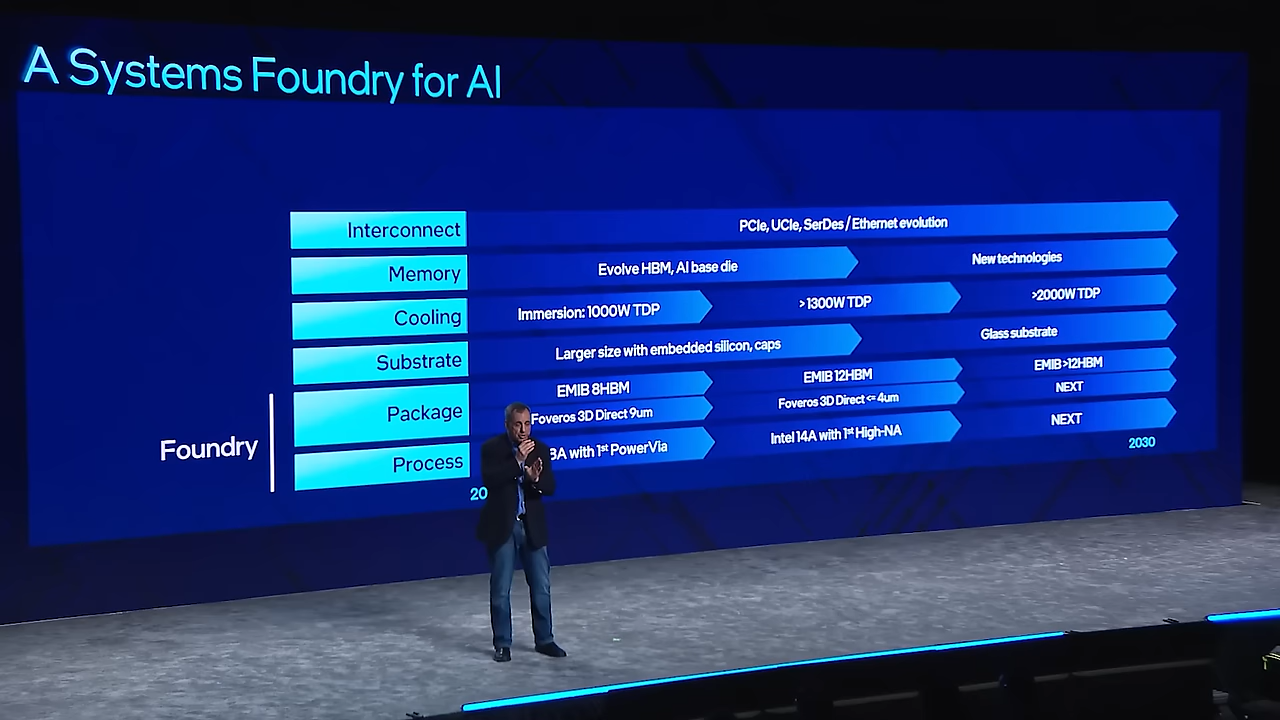 A Systems Foundry for AI
Interconnect
PCIe, UCIe, SerDes / Ethernet evolution
Memory
Evolve HBM, AI base die
New technologies
Cooling
Immersion: 1000W TDP
>1300W TDP
>2000W TDP
Substrate
Larger size with embedded silicon, caps
Glass substrate
Foundry
Package
EMIB 8HBM
EMIB 12HBM
EMIB >12HBM
Foveros 3D Direct 9um
Foveros 3D Direct <= 4um
NEXT
Process
8A with 1st PowerVia
Intel 14A with 1st High-NA
NEXT
20
2030